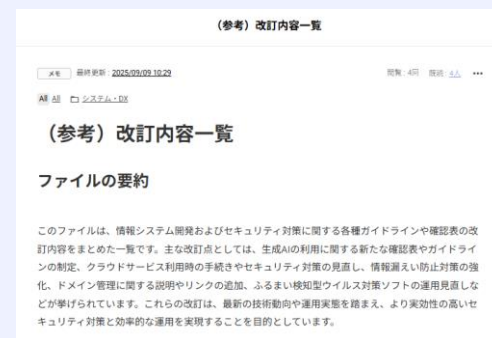 （参考）改訂内容一覧
メモ 最終更新：2025/09/09 10:29 閲覧: 4回 既読: 4人 •••
All All システム・DX
（参考）改訂内容一覧
ファイルの要約
このファイルは、情報システム開発およびセキュリティ対策に関する各種ガイドラインや確認表の改
訂内容をまとめた一覧です。主な改訂点としては、生成AIの利用に関する新たな確認表やガイドライ
ンの制定、クラウドサービス利用時の手続きやセキュリティ対策の見直し、情報漏えい防止対策の強
化、ドメイン管理に関する説明やリンクの追加、ふるまい検知型ウイルス対策ソフトの運用見直しな
どが挙げられています。これらの改訂は、最新の技術動向や運用実態を踏まえ、より実効性の高いセ
キュリティ対策と効率的な運用を実現することを目的としています。